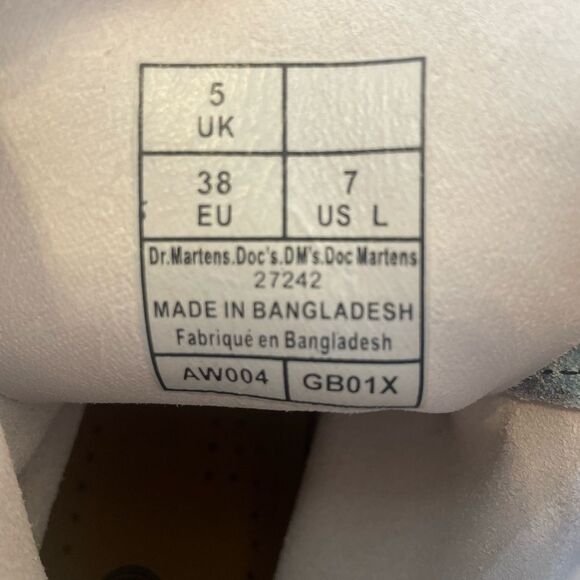 5
UK
38
EU
7
US L
Dr.Martens.Doc's.DM's.Doc Martens
27242
MADE IN BANGLADESH
Fabriqué en Bangladesh
AW004
GB01X